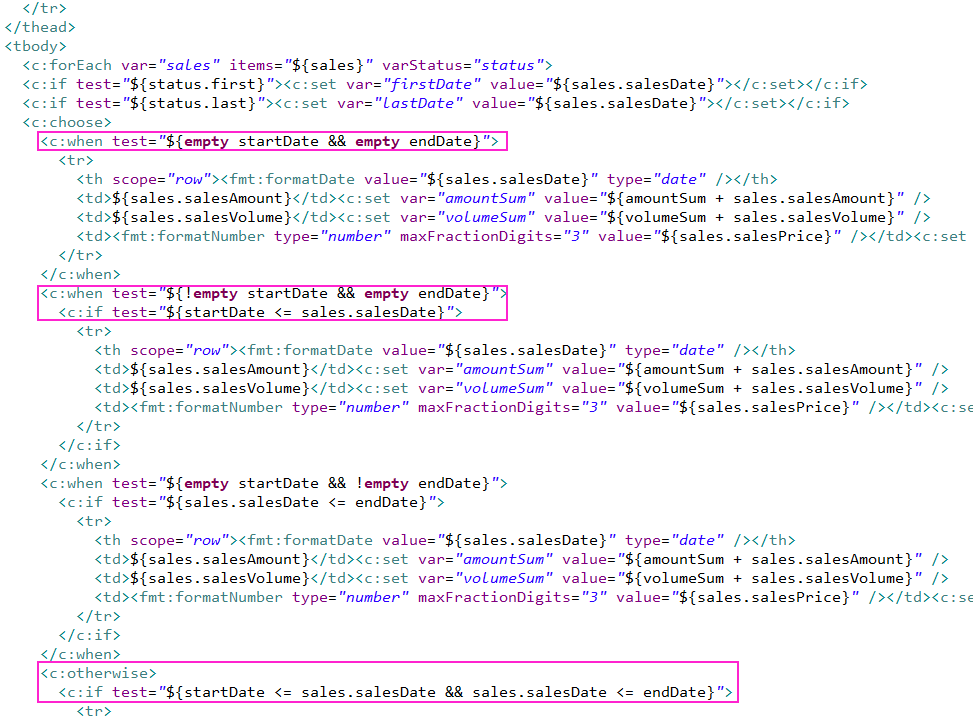 </tr>
</thead>
<tbody>
<c:forEach var="sales" items="${sales}" varStatus="status">
<c:if test="${status.first}"><c:set var="firstDate" value="${sales.salesDate}"></c:set></c:if>
<c:if test="${status.last}"><c:set var="lastDate" value="${sales.salesDate}"></c:set></c:if>
<c:choose>
<c:when test="${empty startDate && empty endDate}">
<tr>
<th scope="row"><fmt:formatDate value="${sales.salesDate}" type="date" /></th>
<td>${sales.salesAmount}</td><c:set var="amountSum" value="${amountSum + sales.salesAmount}" />
<td>${sales.salesVolume}</td><c:set var="volumeSum" value="${volumeSum + sales.salesVolume}" />
<td><fmt:formatNumber type="number" maxFractionDigits="3" value="${sales.salesPrice}" /></td><c:set
</tr>
</c:when>
<c:when test="${!empty startDate && empty endDate}">
<c:if test="${startDate <= sales.salesDate}">
<tr>
<th scope="row"><fmt:formatDate value="${sales.salesDate}" type="date" /></th>
<td>${sales.salesAmount}</td><c:set var="amountSum" value="${amountSum + sales.salesAmount}" />
<td>${sales.salesVolume}</td><c:set var="volumeSum" value="${volumeSum + sales.salesVolume}" />
<td><fmt:formatNumber type="number" maxFractionDigits="3" value="${sales.salesPrice}" /></td><c:se
</tr>
</c:if>
</c:when>
<c:when test="${empty startDate && !empty endDate}">
<c:if test="${sales.salesDate <= endDate}">
<tr>
<th scope="row"><fmt:formatDate value="${sales.salesDate}" type="date" /></th>
<td>${sales.salesAmount}</td><c:set var="amountSum" value="${amountSum + sales.salesAmount}" />
<td>${sales.salesVolume}</td><c:set var="volumeSum" value="${volumeSum + sales.salesVolume}" />
<td><fmt:formatNumber type="number" maxFractionDigits="3" value="${sales.salesPrice}" /></td><c:se
</tr>
</c:if>
</c:when>
<c:otherwise>
<c:if test="${startDate <= sales.salesDate && sales.salesDate <= endDate}">
<tr>